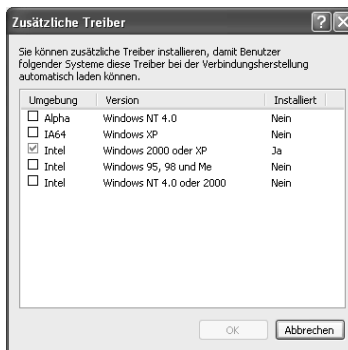 Zusätzliche Treiber
Sie können zusätzliche Treiber installieren, damit Benutzer
folgender Systeme diese Treiber bei der Verbindungsherstellung
automatisch laden können.
Umgebung Version Installiert
Alpha Windows NT 4.0 Nein
IA64 Windows XP Nein
Intel Windows 2000 oder XP Ja
Intel Windows 95, 98 und Me Nein
Intel Windows NT 4.0 oder 2000 Nein
OK Abbrechen